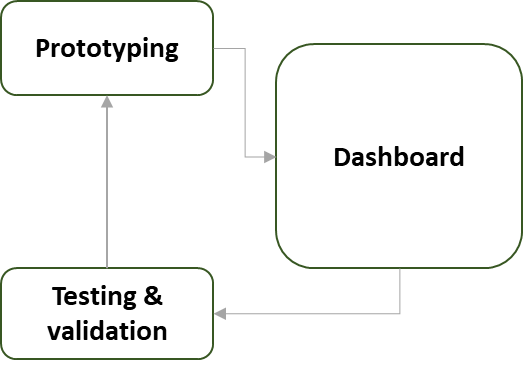 Prototyping
Dashboard
Testing &
validation